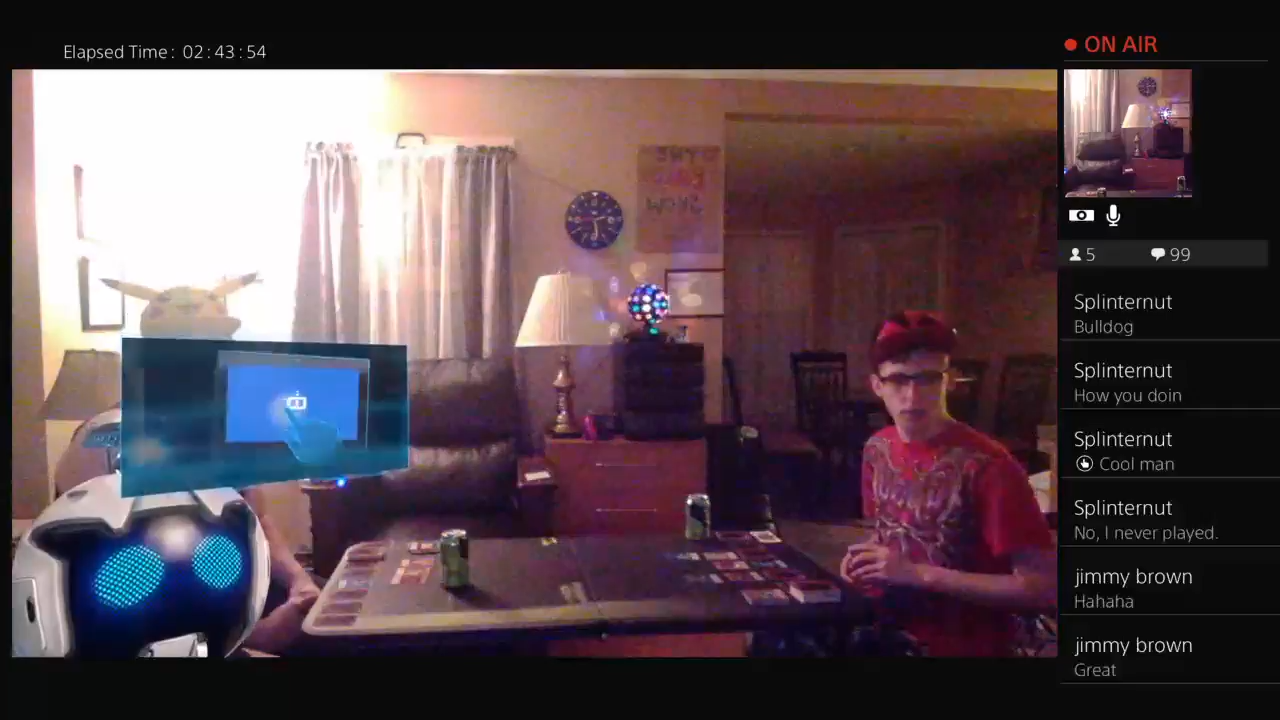 Elapsed Time: 02:43:54
ON AIR
5 99
Splinternut
Bulldog
Splinternut
How you doin
Splinternut
Cool man
Splinternut
No, I never played.
jimmy brown
Hahaha
jimmy brown
Great